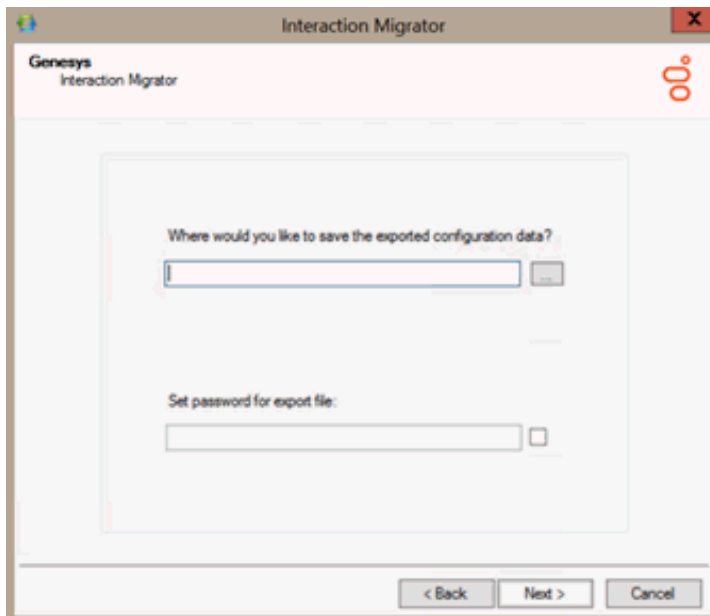 Interaction Migrator
X
Genesys
Interaction Migrator
Where would you like to save the exported configuration data?
...
Set password for export file:
< Back Next > Cancel